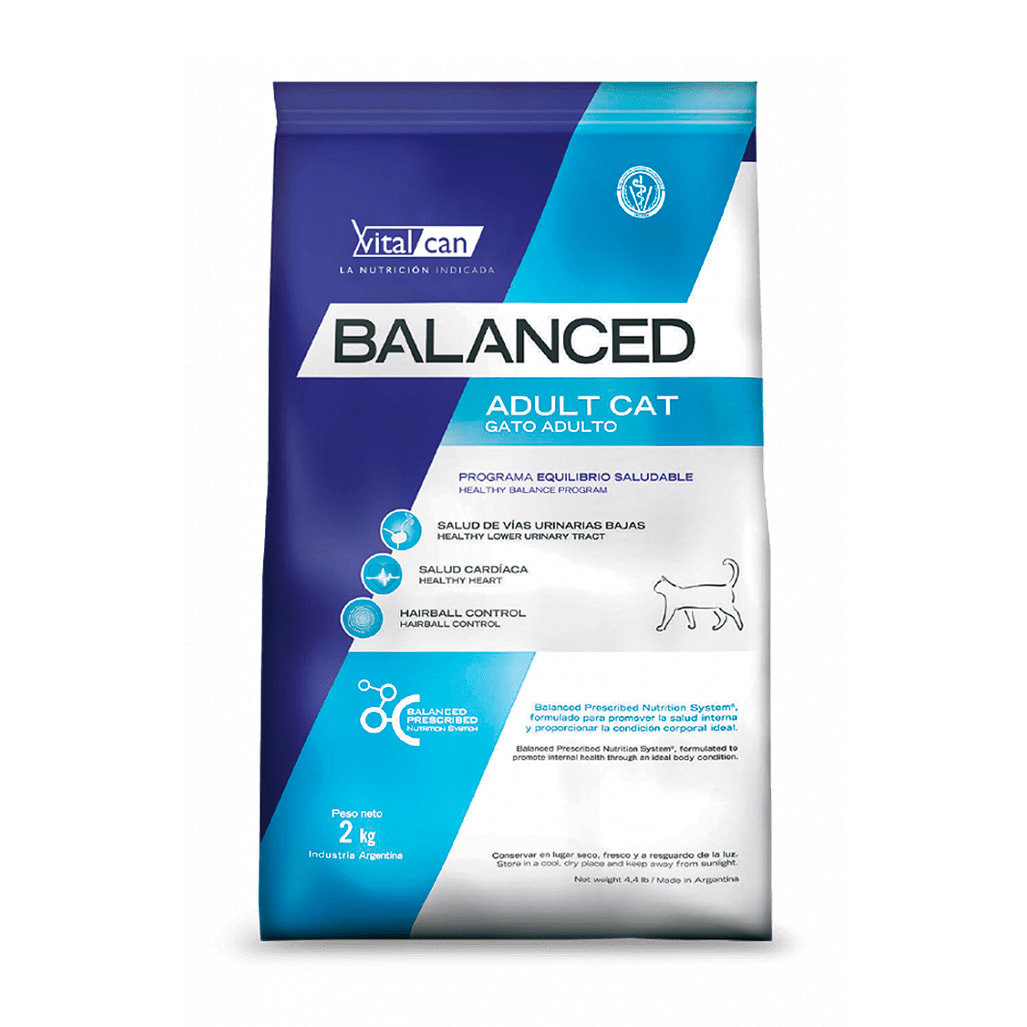 Vital can
LA NUTRICIÓN INDICADA
BALANCED
ADULT CAT
GATO ADULTO
PROGRAMA EQUILIBRIO SALUDABLE
HEALTHY BALANCE PROGRAM
SALUD DE VÍAS URINARIAS BAJAS
HEALTHY LOWER URINARY TRACT
SALUD CARDÍACA
HEALTHY HEART
HAIRBALL CONTROL
HAIRBALL CONTROL
BALANCED
PRESCRIBED
NUTRITION SYSTEM
Balanced Prescribed Nutrition System®,
formulado para promover la salud interna
y proporcionar la condición corporal ideal.
Balanced Prescribed Nutrition System®, formulated to
promote internal health through an ideal body condition.
Peso neto
2 kg
Industria Argentina
Conservar en lugar seco, fresco y a resguardo de la luz.
Store in a cool, dry place and keep away from sunlight.
Net weight 4,4 lb / Made in Argentina